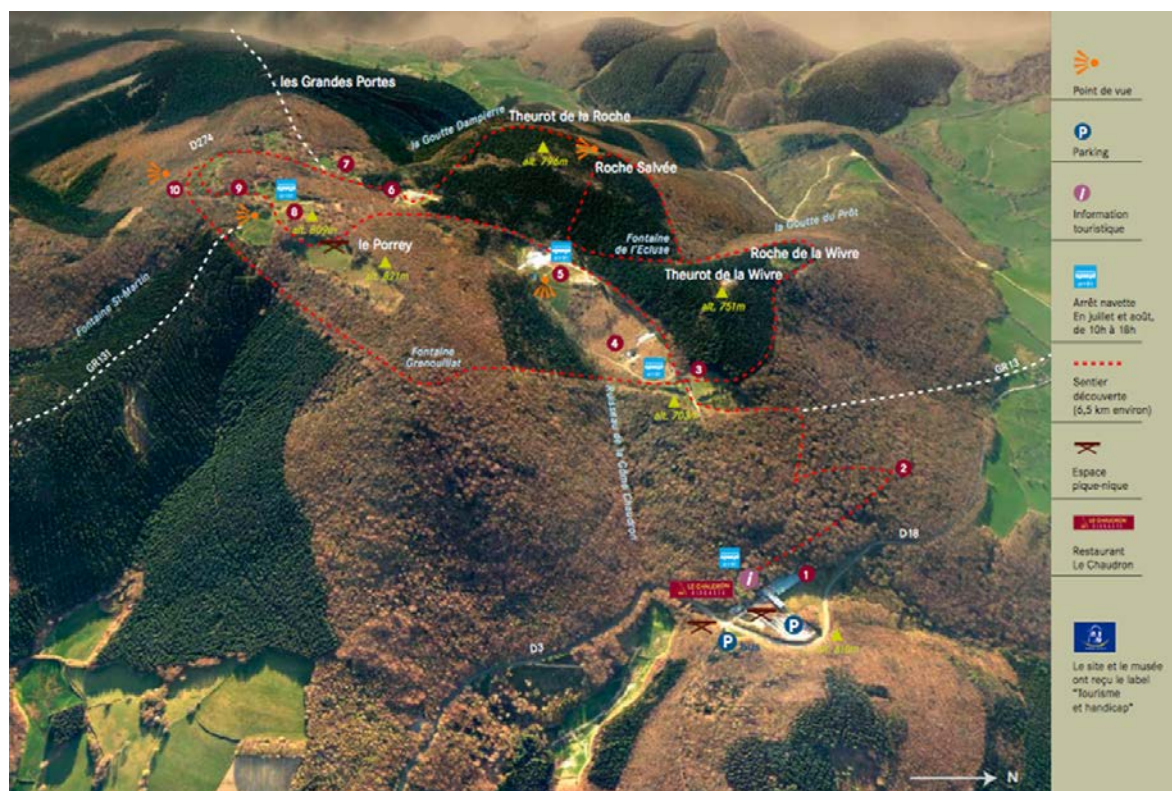 les Grandes Portes
la Goutte Dampierre
Theurot de la Roche
D274
alt. 796m
Roche Salvée
7
6
10
9
8
alt. 809m
le Porrey
alt. 821m
Fontaine
de l'Ecluse
la Goutte du Prôt
Roche de la Wivre
Theurot de la Wivre
alt. 751m
5
4
3
Fontaine St-Martin
GR131
Fontaine
Grenouillat
GR13
alt. 703m
Ruisseau de la Côme Chaudron
2
D18
i
1
LE CHAUDRON
P
bus
P
D3
N
Point de vue
P
Parking
i
Information
touristique
Arrêt navette
En juillet et août,
de 10h à 18h
Sentier
découverte
(6,5 km environ)
Espace
pique-nique
LE CHAUDRON
Restaurant
Le Chaudron
Le site et le musée
ont reçu le label
"Tourisme
et handicap"